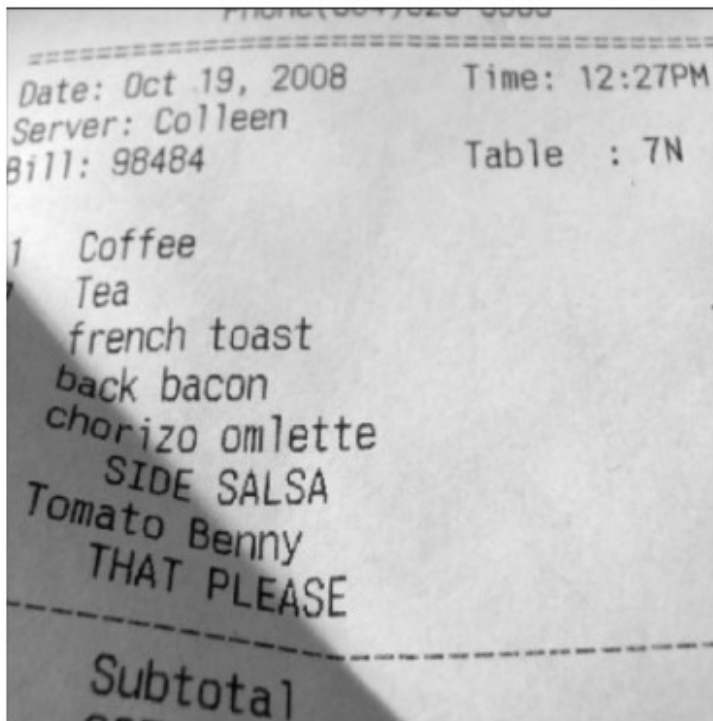 ==================================
Date: Oct 19, 2008 Time: 12:27PM
Server: Colleen
Bill: 98484 Table : 7N
1 Coffee
Tea
french toast
back bacon
chorizo omlette
SIDE SALSA
Tomato Benny
THAT PLEASE
----------------------------------
Subtotal